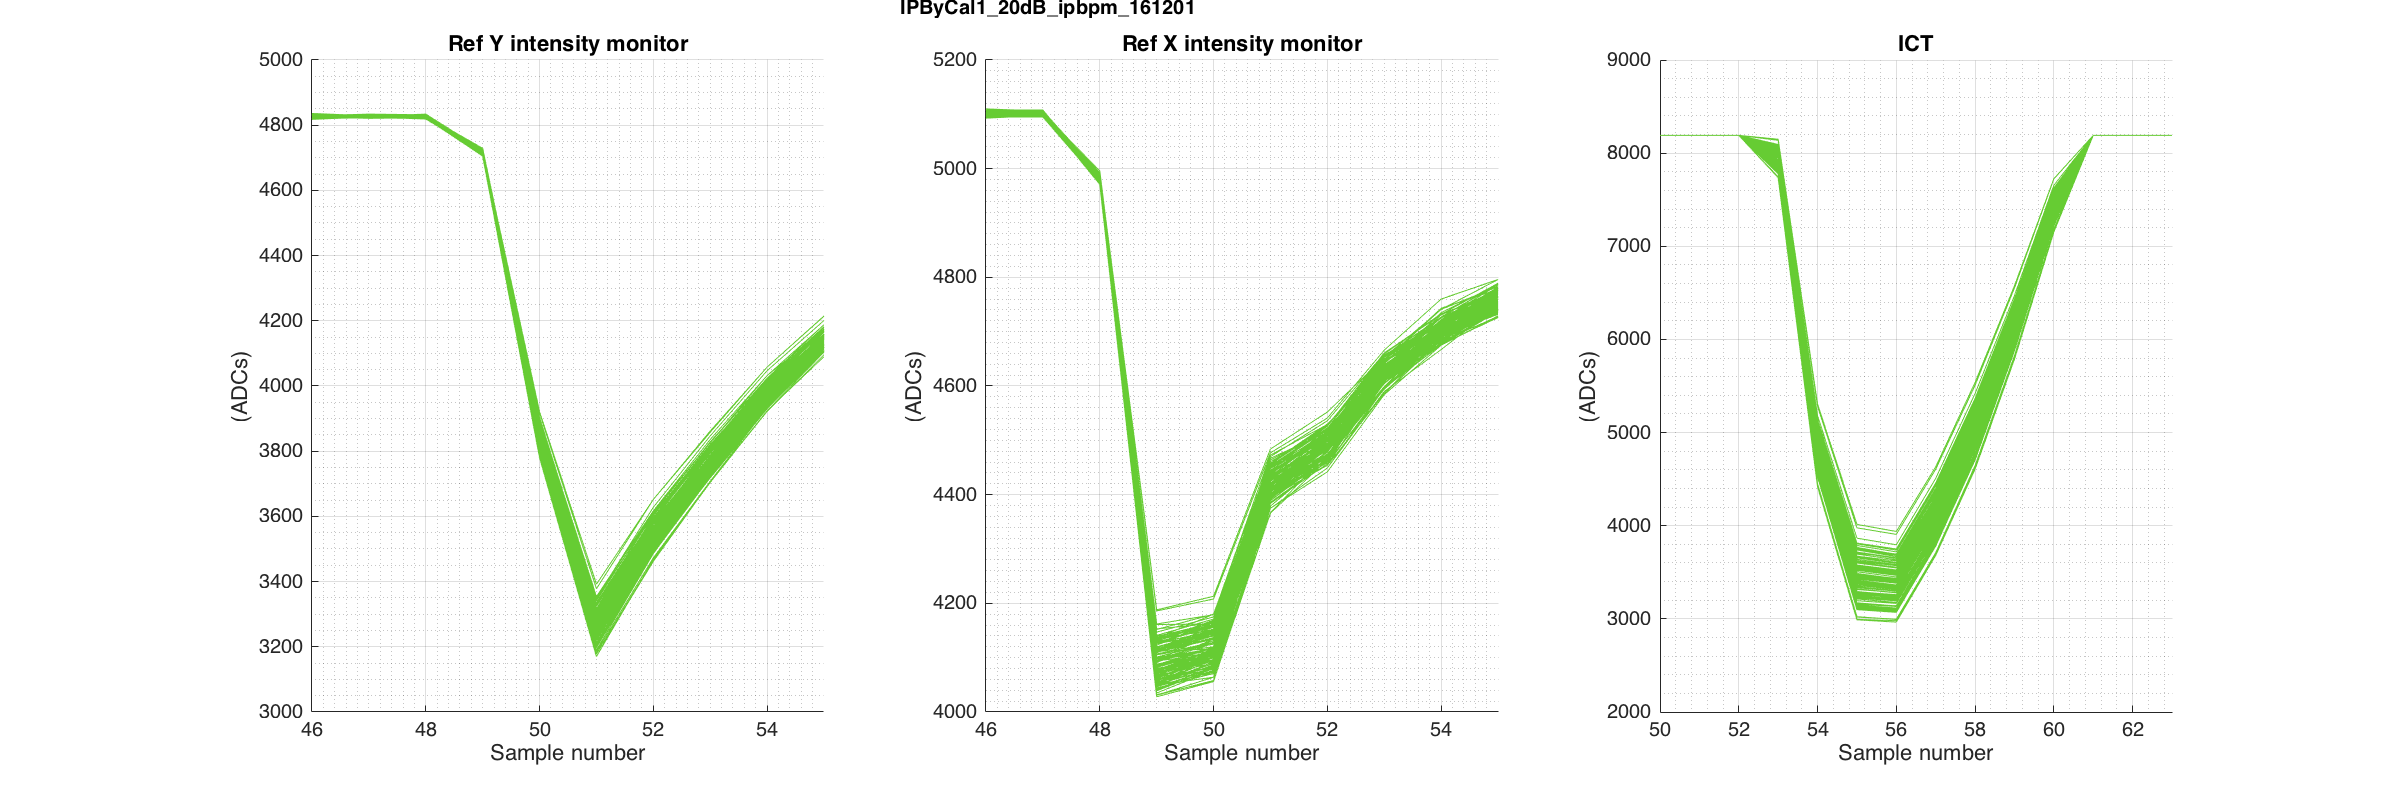 IPByCal1_20dB_ipbpm_161201
Ref Y intensity monitor
5000
4800
4600
4400
4200
4000
3800
3600
3400
3200
3000
(ADCs)
46 48 50 52 54
Sample number
Ref X intensity monitor
5200
5000
4800
4600
4400
4200
4000
(ADCs)
46 48 50 52 54
Sample number
ICT
9000
8000
7000
6000
5000
4000
3000
2000
(ADCs)
50 52 54 56 58 60 62
Sample number